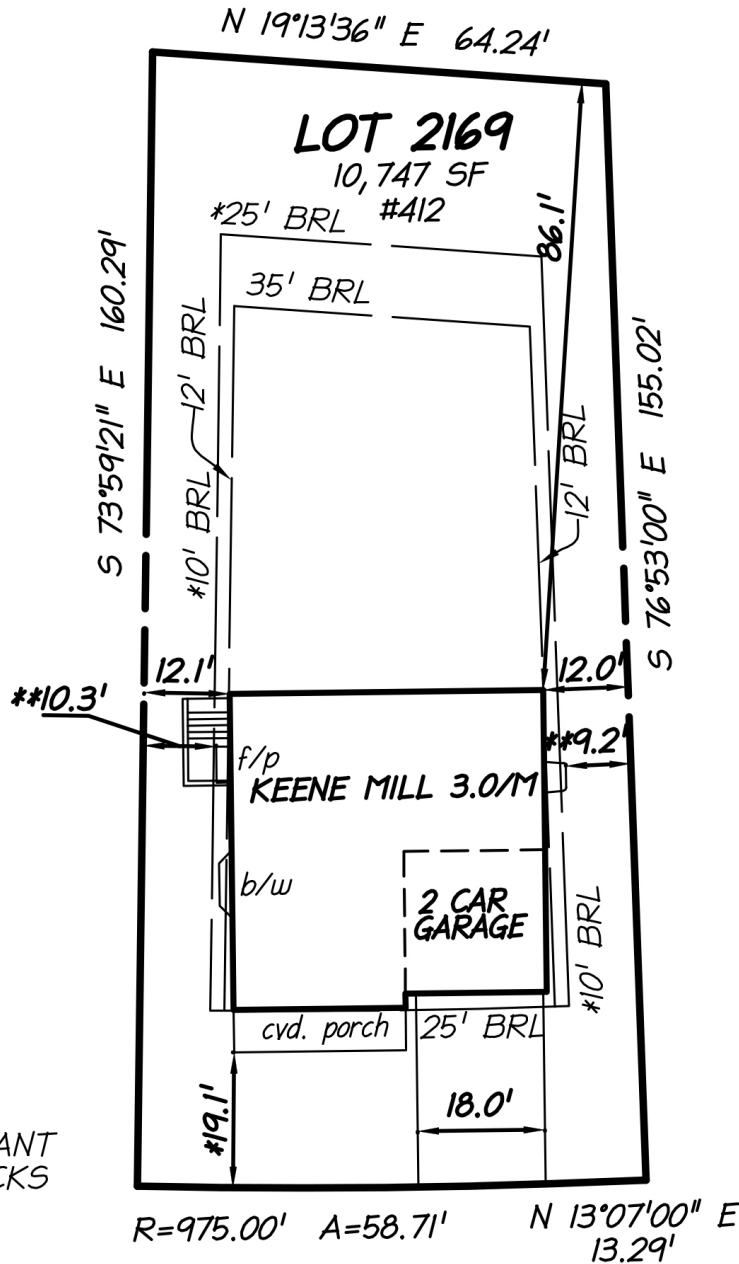 N 19°13'36" E 64.24'
LOT 2169
10,747 SF
#412
86.1'
*25' BRL
35' BRL
S 73°59'21" E 160.29'
12' BRL
*10' BRL
S 76°53'00" E 155.02'
12' BRL
12.1'
12.0'
**10.3'
**9.2'
f/p
KEENE MILL 3.0/M
b/w
2 CAR
GARAGE
*10' BRL
cvd. porch
25' BRL
*19.1'
18.0'
ANT
CKS
R=975.00' A=58.71'
N 13°07'00" E
13.29'